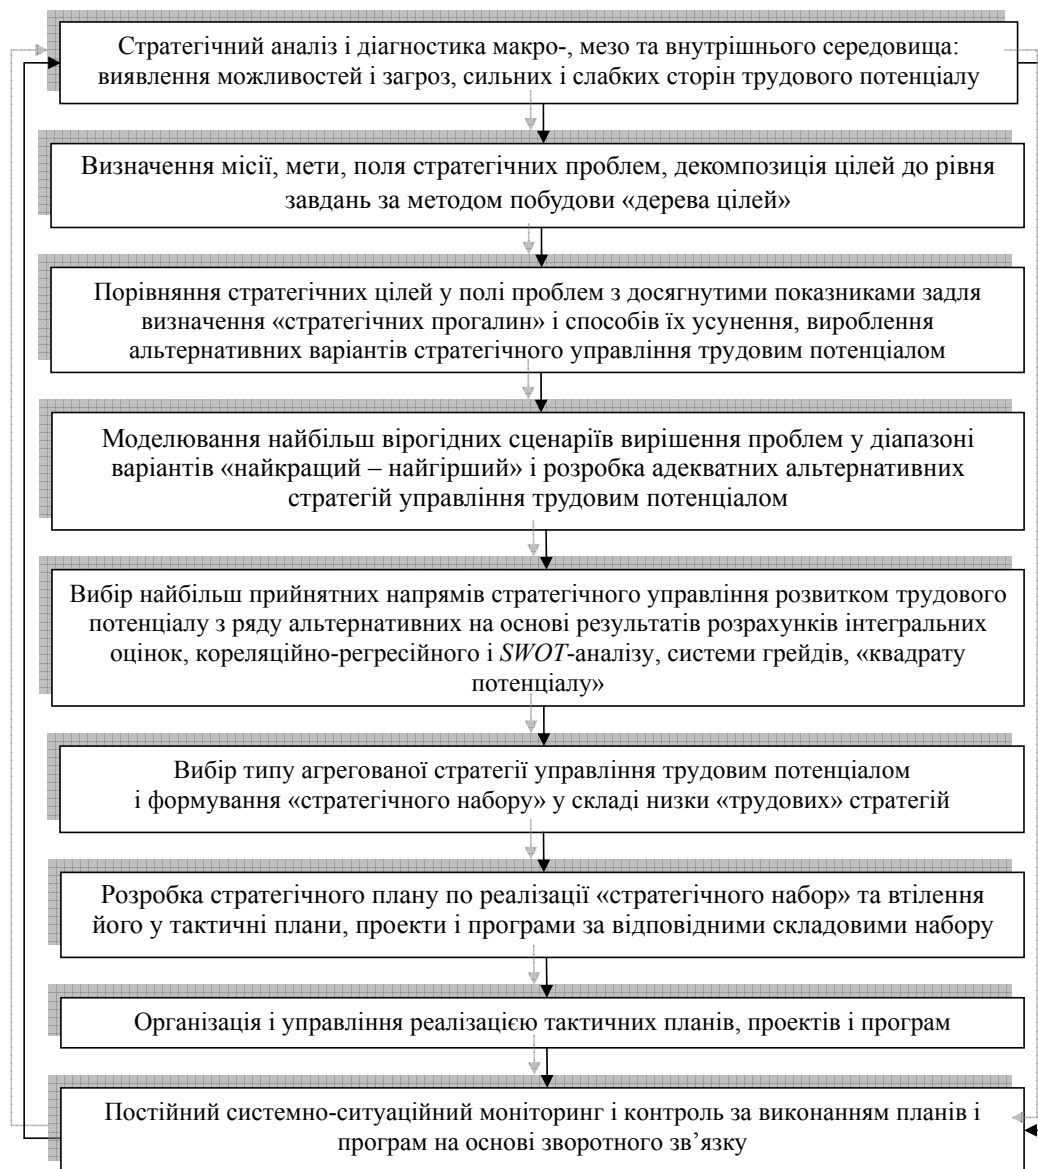 Стратегічний аналіз і діагностика макро-, мезо та внутрішнього середовища:
виявлення можливостей і загроз, сильних і слабких сторін трудового потенціалу
Визначення місії, мети, поля стратегічних проблем, декомпозиція цілей до рівня
завдань за методом побудови «дерева цілей»
Порівняння стратегічних цілей у полі проблем з досягнутими показниками задля
визначення «стратегічних прогалин» і способів їх усунення, вироблення
альтернативних варіантів стратегічного управління трудовим потенціалом
Моделювання найбільш вірогідних сценаріїв вирішення проблем у діапазоні
варіантів «найкращий – найгірший» і розробка адекватних альтернативних
стратегій управління трудовим потенціалом
Вибір найбільш прийнятних напрямів стратегічного управління розвитком трудового
потенціалу з ряду альтернативних на основі результатів розрахунків інтегральних
оцінок, кореляційно-регресійного і SWOT-аналізу, системи грейдів, «квадрату
потенціалу»
Вибір типу агрегованої стратегії управління трудовим потенціалом
і формування «стратегічного набору» у складі низки «трудових» стратегій
Розробка стратегічного плану по реалізації «стратегічного набор» та втілення
його у тактичні плани, проекти і програми за відповідними складовими набору
Організація і управління реалізацією тактичних планів, проектів і програм
Постійний системно-ситуаційний моніторинг і контроль за виконанням планів і
програм на основі зворотного зв’язку